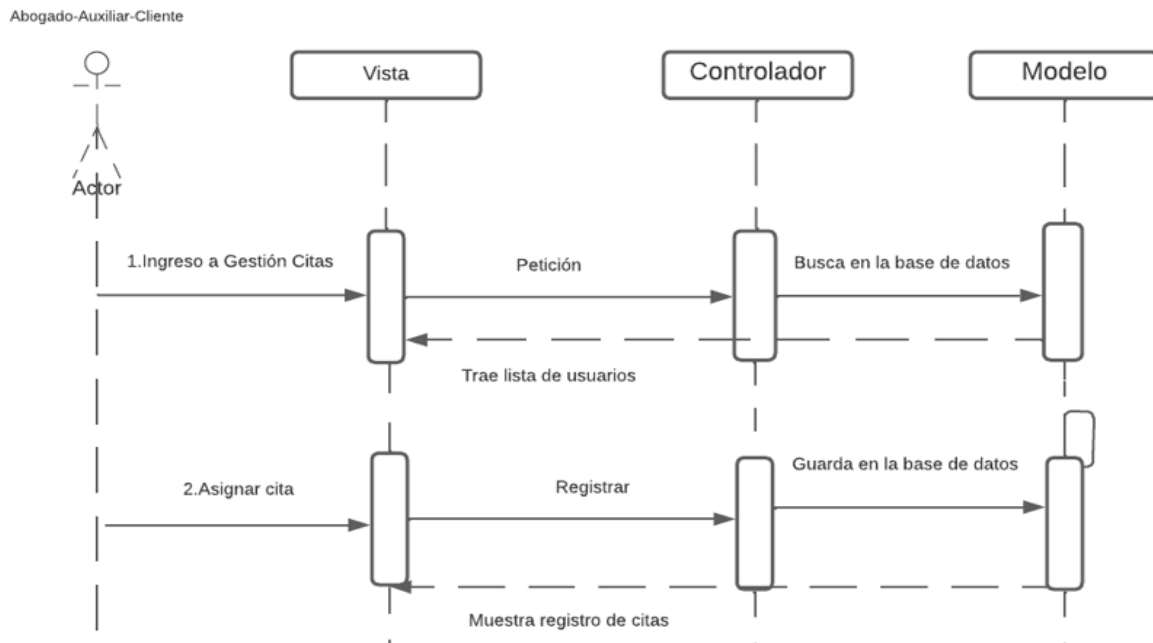 Abogado-Auxiliar-Cliente
Vista
Controlador
Modelo
Actor
1.Ingreso a Gestión Citas
Petición
Busca en la base de datos
Trae lista de usuarios
2.Asignar cita
Registrar
Guarda en la base de datos
Muestra registro de citas